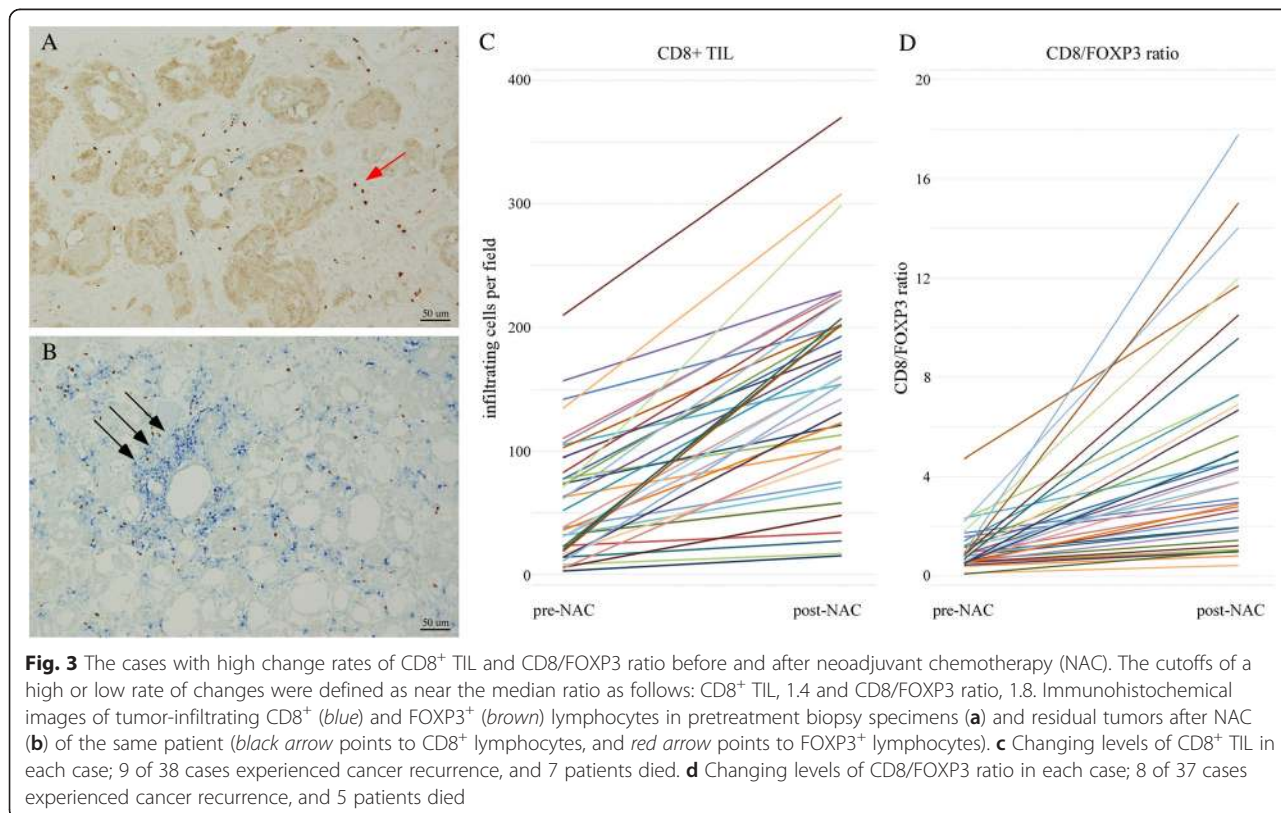 A
50 um
B
50 um
C
CD8+ TIL
infiltrating cells per field
400
300
200
100
0
pre-NAC
post-NAC
D
CD8/FOXP3 ratio
CD8/FOXP3 ratio
20
16
12
8
4
0
pre-NAC
post-NAC
Fig. 3 The cases with high change rates of CD8⁺ TIL and CD8/FOXP3 ratio before and after neoadjuvant chemotherapy (NAC). The cutoffs of a
high or low rate of changes were defined as near the median ratio as follows: CD8⁺ TIL, 1.4 and CD8/FOXP3 ratio, 1.8. Immunohistochemical
images of tumor-infiltrating CD8⁺ (blue) and FOXP3⁺ (brown) lymphocytes in pretreatment biopsy specimens (a) and residual tumors after NAC
(b) of the same patient (black arrow points to CD8⁺ lymphocytes, and red arrow points to FOXP3⁺ lymphocytes). c Changing levels of CD8⁺ TIL in
each case; 9 of 38 cases experienced cancer recurrence, and 7 patients died. d Changing levels of CD8/FOXP3 ratio in each case; 8 of 37 cases
experienced cancer recurrence, and 5 patients died